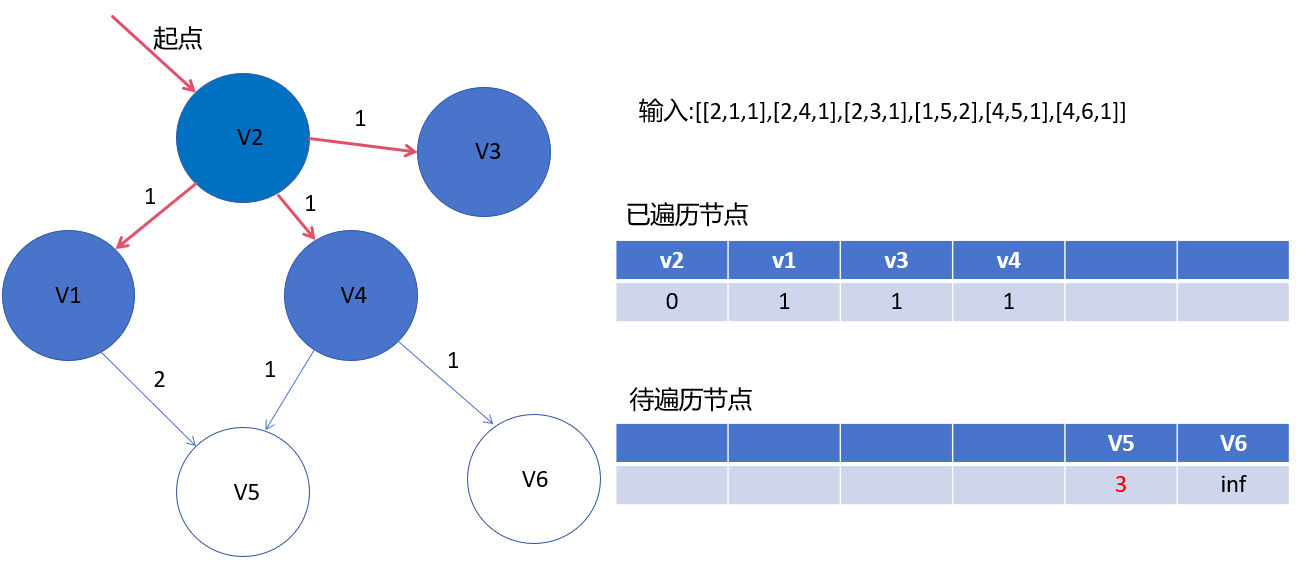 起点
V2
1
V3
1
1
V1
V4
2
1
1
V5
V6
输入:[[2,1,1],[2,4,1],[2,3,1],[1,5,2],[4,5,1],[4,6,1]]
已遍历节点
v2 v1 v3 v4
0 1 1 1
待遍历节点
V5 V6
3 inf